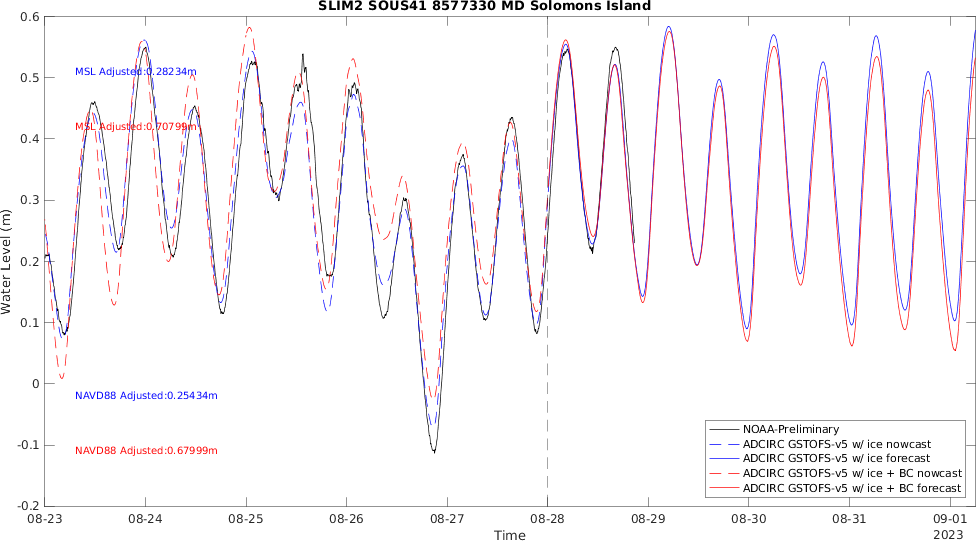 SLIM2 SOUS41 8577330 MD Solomons Island
0.6
0.5
0.4
0.3
0.2
0.1
0
-0.1
-0.2
Water Level (m)
MSL Adjusted:0.28234m
MSL Adjusted:0.70799m
NAVD88 Adjusted:0.25434m
NAVD88 Adjusted:0.67999m
NOAA-Preliminary
ADCIRC GSTOFS-v5 w/ ice nowcast
ADCIRC GSTOFS-v5 w/ ice forecast
ADCIRC GSTOFS-v5 w/ ice + BC nowcast
ADCIRC GSTOFS-v5 w/ ice + BC forecast
08-23 08-24 08-25 08-26 08-27 08-28 08-29 08-30 08-31 09-01
Time
2023